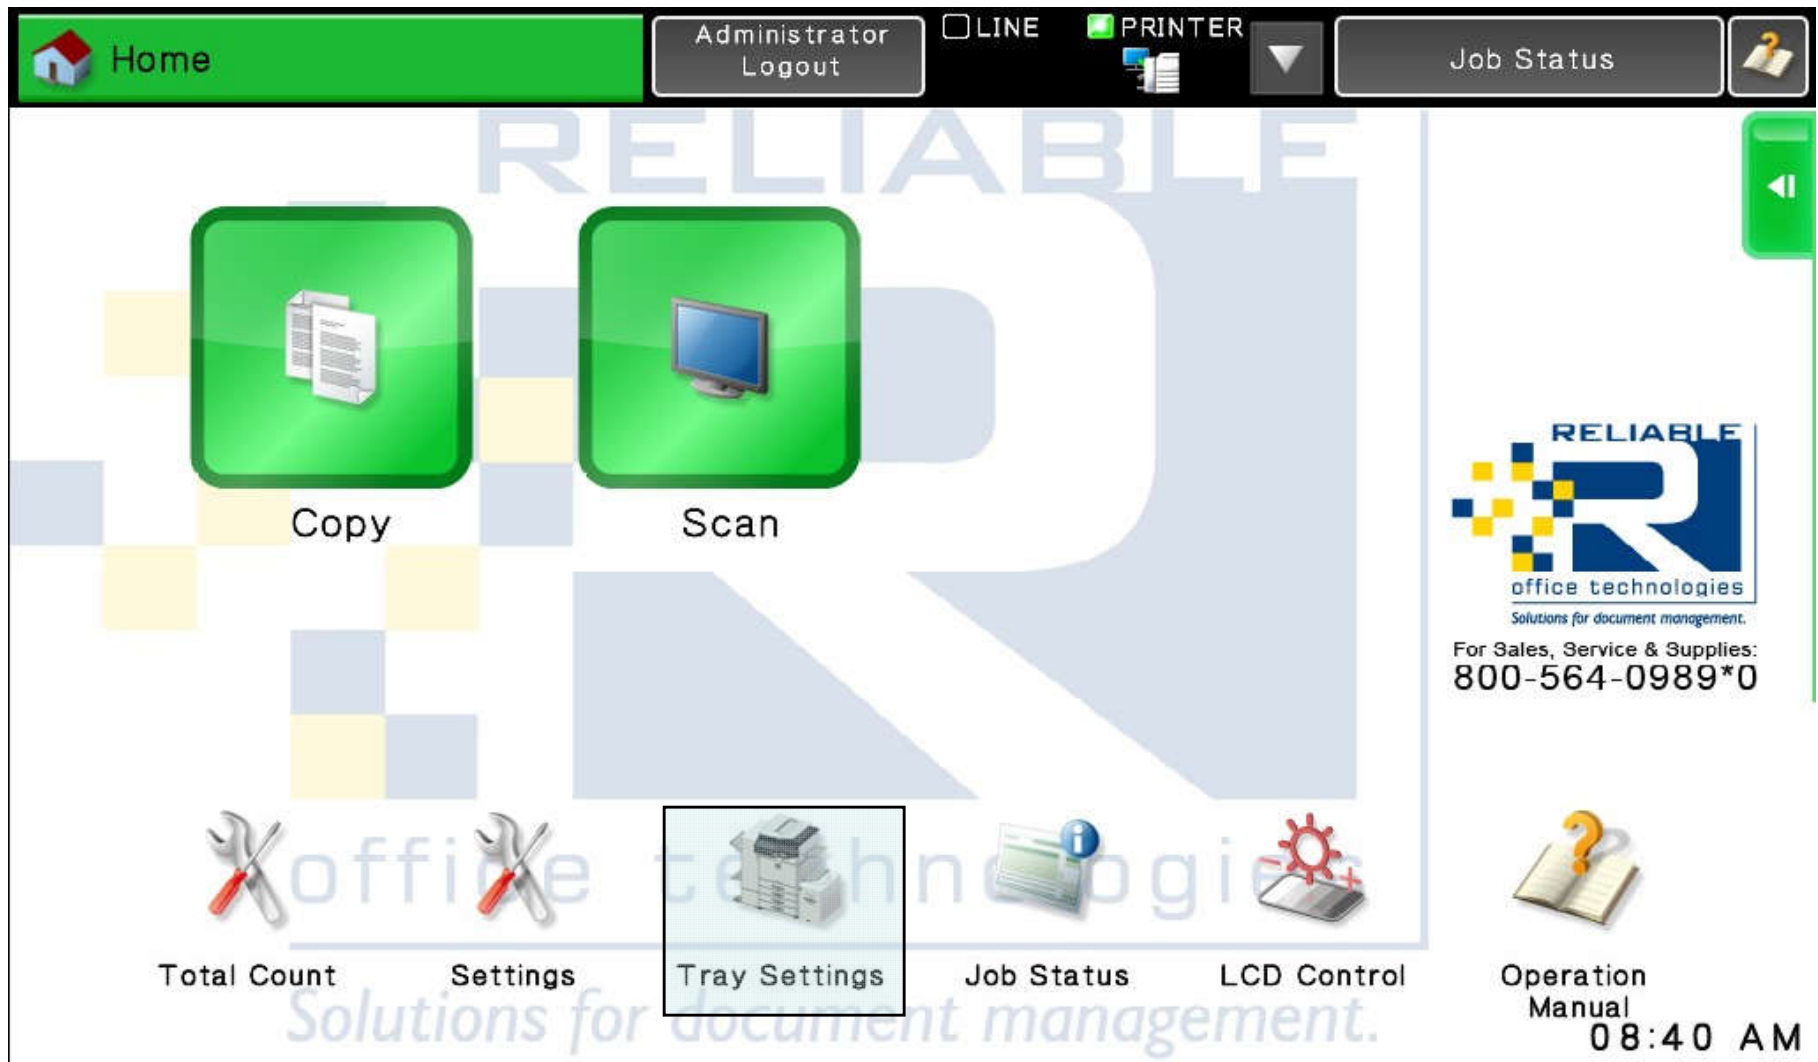 Home
Administrator
Logout
LINE
PRINTER
Job Status
RELIABLE
Copy
Scan
RELIABLE
R
office technologies
Solutions for document management.
For Sales, Service & Supplies:
800-564-0989*0
office technologies
Total Count
Settings
Tray Settings
Job Status
LCD Control
Operation
Manual
Solutions for document management.
08:40 AM